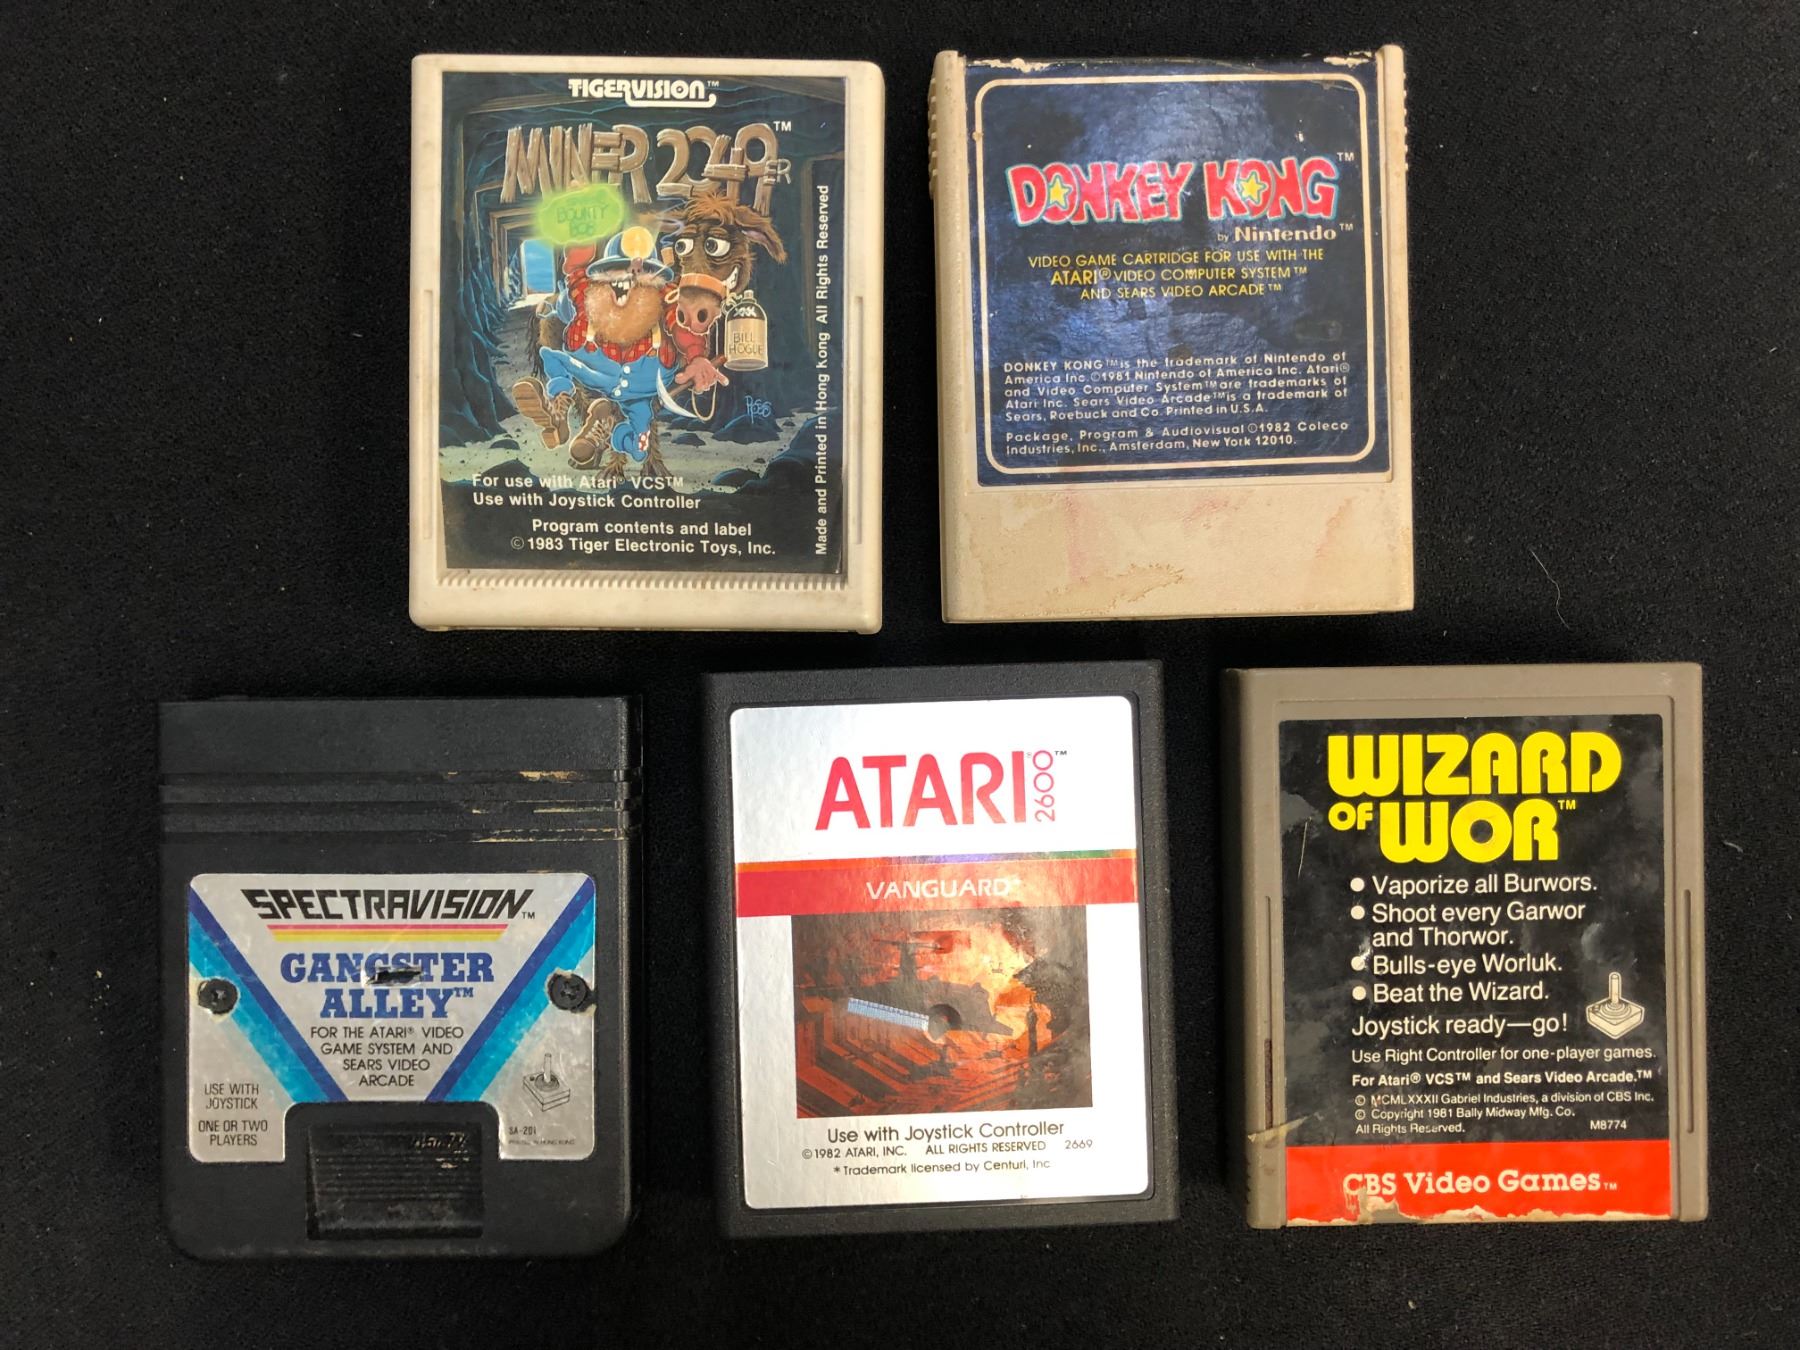 TIGERVISION™
MINER 2049ER™
BOUNTY
BOB
XXX
BILL
HOGUE
ROSS
For use with Atari® VCS™
Use with Joystick Controller
Program contents and label
© 1983 Tiger Electronic Toys, Inc.
Made and Printed in Hong Kong All Rights Reserved
DONKEY KONG™
by Nintendo™
VIDEO GAME CARTRIDGE FOR USE WITH THE
ATARI® VIDEO COMPUTER SYSTEM™
AND SEARS VIDEO ARCADE™
DONKEY KONG™ is the trademark of Nintendo of
America Inc. ©1981 Nintendo of America Inc. Atari®
and Video Computer System™ are trademarks of
Atari Inc. Sears Video Arcade™ is a trademark of
Sears, Roebuck and Co. Printed in U.S.A.
Package, Program & Audiovisual ©1982 Coleco
Industries, Inc., Amsterdam, New York 12010.
SPECTRAVISION™
GANGSTER
ALLEY™
FOR THE ATARI® VIDEO
GAME SYSTEM AND
SEARS VIDEO
ARCADE
USE WITH
JOYSTICK
ONE OR TWO
PLAYERS
SA-201
PRINTED IN HONG KONG
ATARI® 2600™
VANGUARD*
Use with Joystick Controller
©1982 ATARI, INC. ALL RIGHTS RESERVED 2669
* Trademark licensed by Centuri, Inc
WIZARD
OF WOR™
• Vaporize all Burwors.
• Shoot every Garwor
and Thorwor.
• Bulls-eye Worluk.
• Beat the Wizard.
Joystick ready—go!
Use Right Controller for one-player games.
For Atari® VCS™ and Sears Video Arcade.™
© MCMLXXXII Gabriel Industries, a division of CBS Inc.
© Copyright 1981 Bally Midway Mfg. Co.
All Rights Reserved. M8774
CBS Video Games™